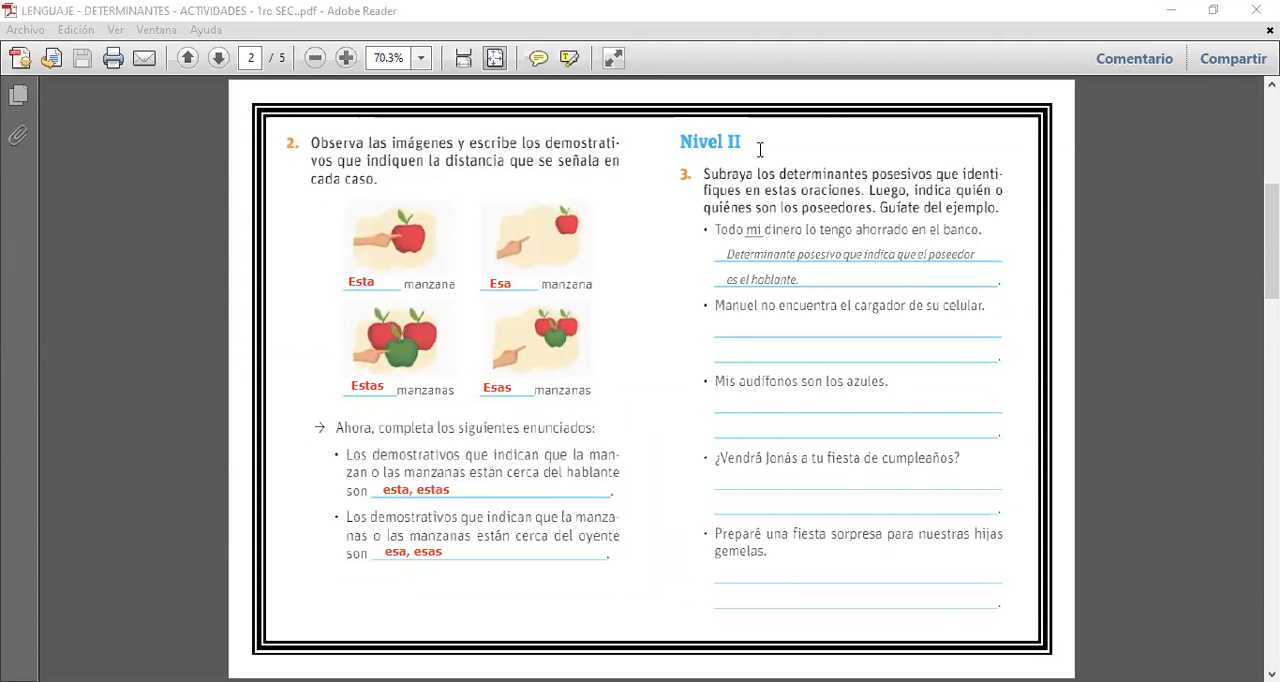 LENGUAJE - DETERMINANTES - ACTIVIDADES - 1ro SEC..pdf - Adobe Reader
Archivo Edición Ver Ventana Ayuda
2 / 5 70.3% Comentario Compartir
2. Observa las imágenes y escribe los demostrati-
vos que indiquen la distancia que se señala en
cada caso.
Esta manzana Esa manzana
Estas manzanas Esas manzanas
→ Ahora, completa los siguientes enunciados:
• Los demostrativos que indican que la man-
zan o las manzanas están cerca del hablante
son esta, estas.
• Los demostrativos que indican que la manza-
nas o las manzanas están cerca del oyente
son esa, esas.
Nivel II
3. Subraya los determinantes posesivos que identi-
fiques en estas oraciones. Luego, indica quién o
quiénes son los poseedores. Guíate del ejemplo.
• Todo mi dinero lo tengo ahorrado en el banco.
Determinante posesivo que indica que el poseedor
es el hablante.
• Manuel no encuentra el cargador de su celular.
• Mis audífonos son los azules.
• ¿Vendrá Jonás a tu fiesta de cumpleaños?
• Preparé una fiesta sorpresa para nuestras hijas
gemelas.